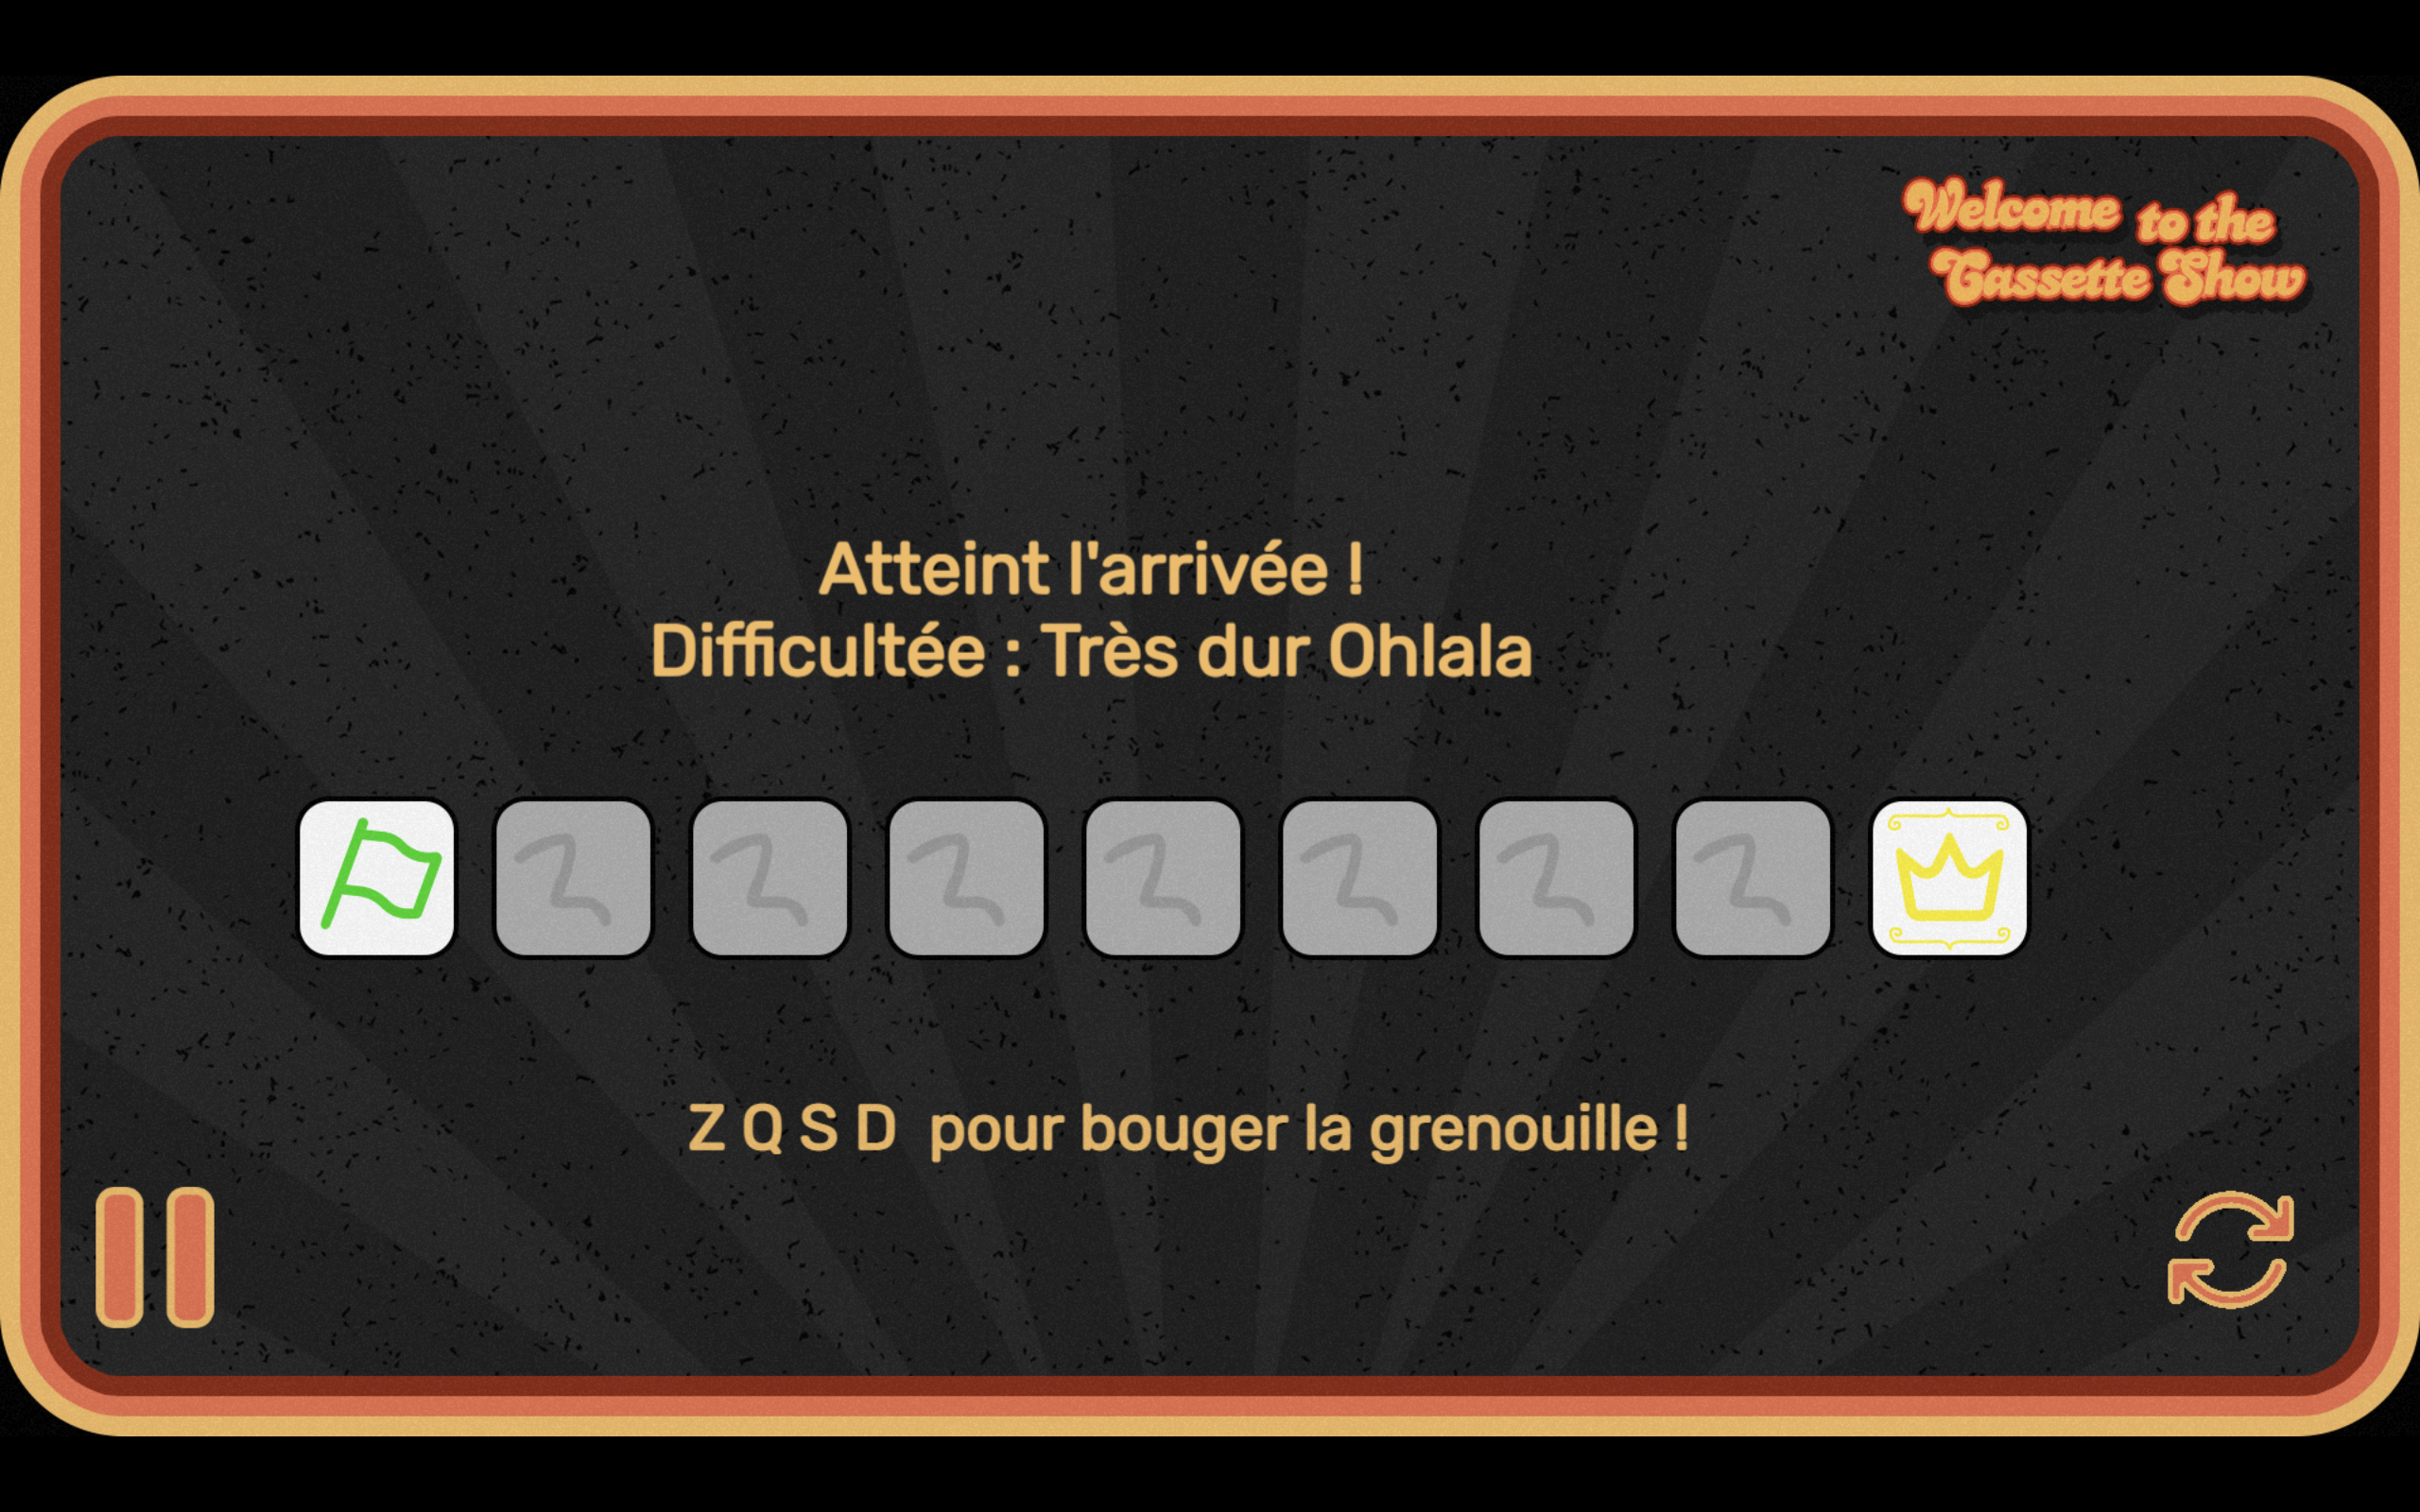 Welcome to the
Cassette Show
Atteint l'arrivée !
Difficultée : Très dur Ohlala
Z Q S D pour bouger la grenouille !